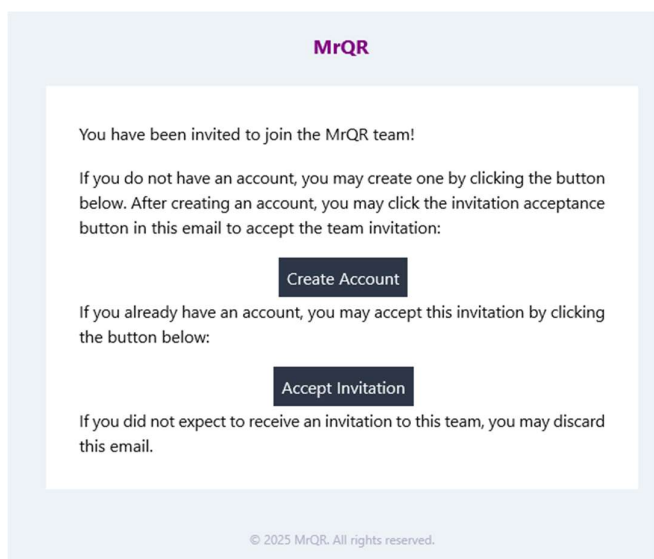 MrQR
You have been invited to join the MrQR team!
If you do not have an account, you may create one by clicking the button
below. After creating an account, you may click the invitation acceptance
button in this email to accept the team invitation:
Create Account
If you already have an account, you may accept this invitation by clicking
the button below:
Accept Invitation
If you did not expect to receive an invitation to this team, you may discard
this email.
© 2025 MrQR. All rights reserved.